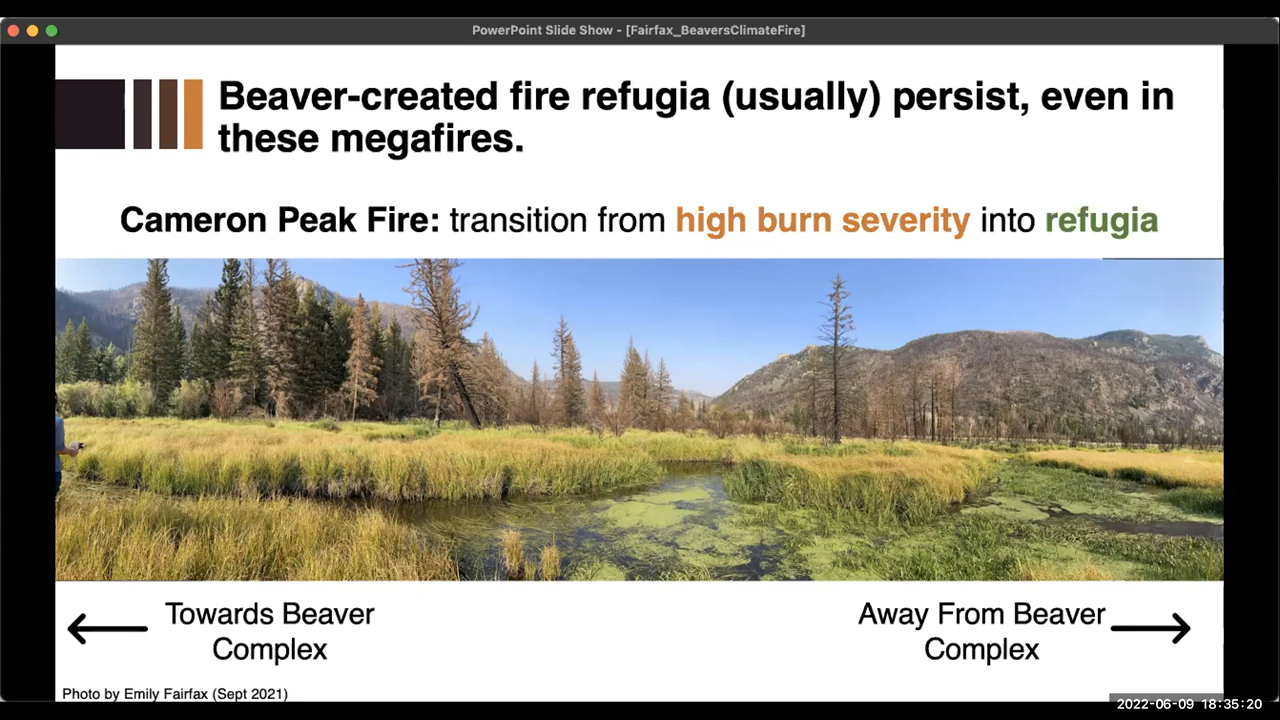 PowerPoint Slide Show - [Fairfax_BeaversClimateFire]
Beaver-created fire refugia (usually) persist, even in
these megafires.
Cameron Peak Fire: transition from high burn severity into refugia
Towards Beaver
Complex
Away From Beaver
Complex
Photo by Emily Fairfax (Sept 2021)
2022-06-09 18:35:20